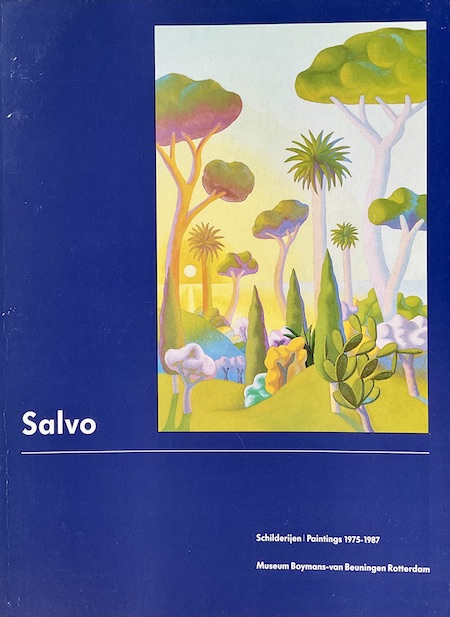 Salvo
Schilderijen | Paintings 1975-1987
Museum Boymans-van Beuningen Rotterdam